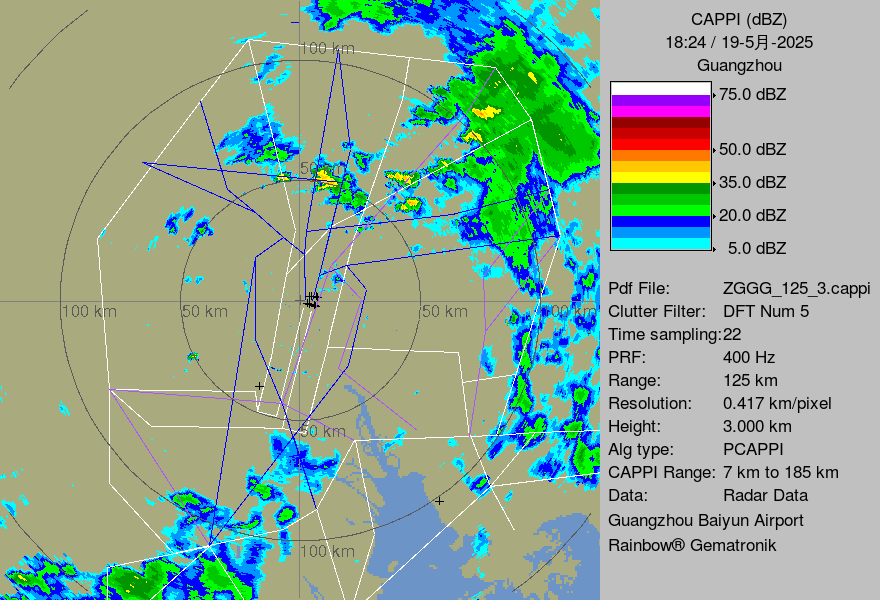 CAPPI (dBZ)
18:24 / 19-5月-2025
Guangzhou
75.0 dBZ
50.0 dBZ
35.0 dBZ
20.0 dBZ
5.0 dBZ
Pdf File: ZGGG_125_3.cappi
Clutter Filter: DFT Num 5
Time sampling:22
PRF: 400 Hz
Range: 125 km
Resolution: 0.417 km/pixel
Height: 3.000 km
Alg type: PCAPPI
CAPPI Range: 7 km to 185 km
Data: Radar Data
Guangzhou Baiyun Airport
Rainbow® Gematronik
100 km
50 km
100 km
50 km
50 km
100 km
50 km
100 km